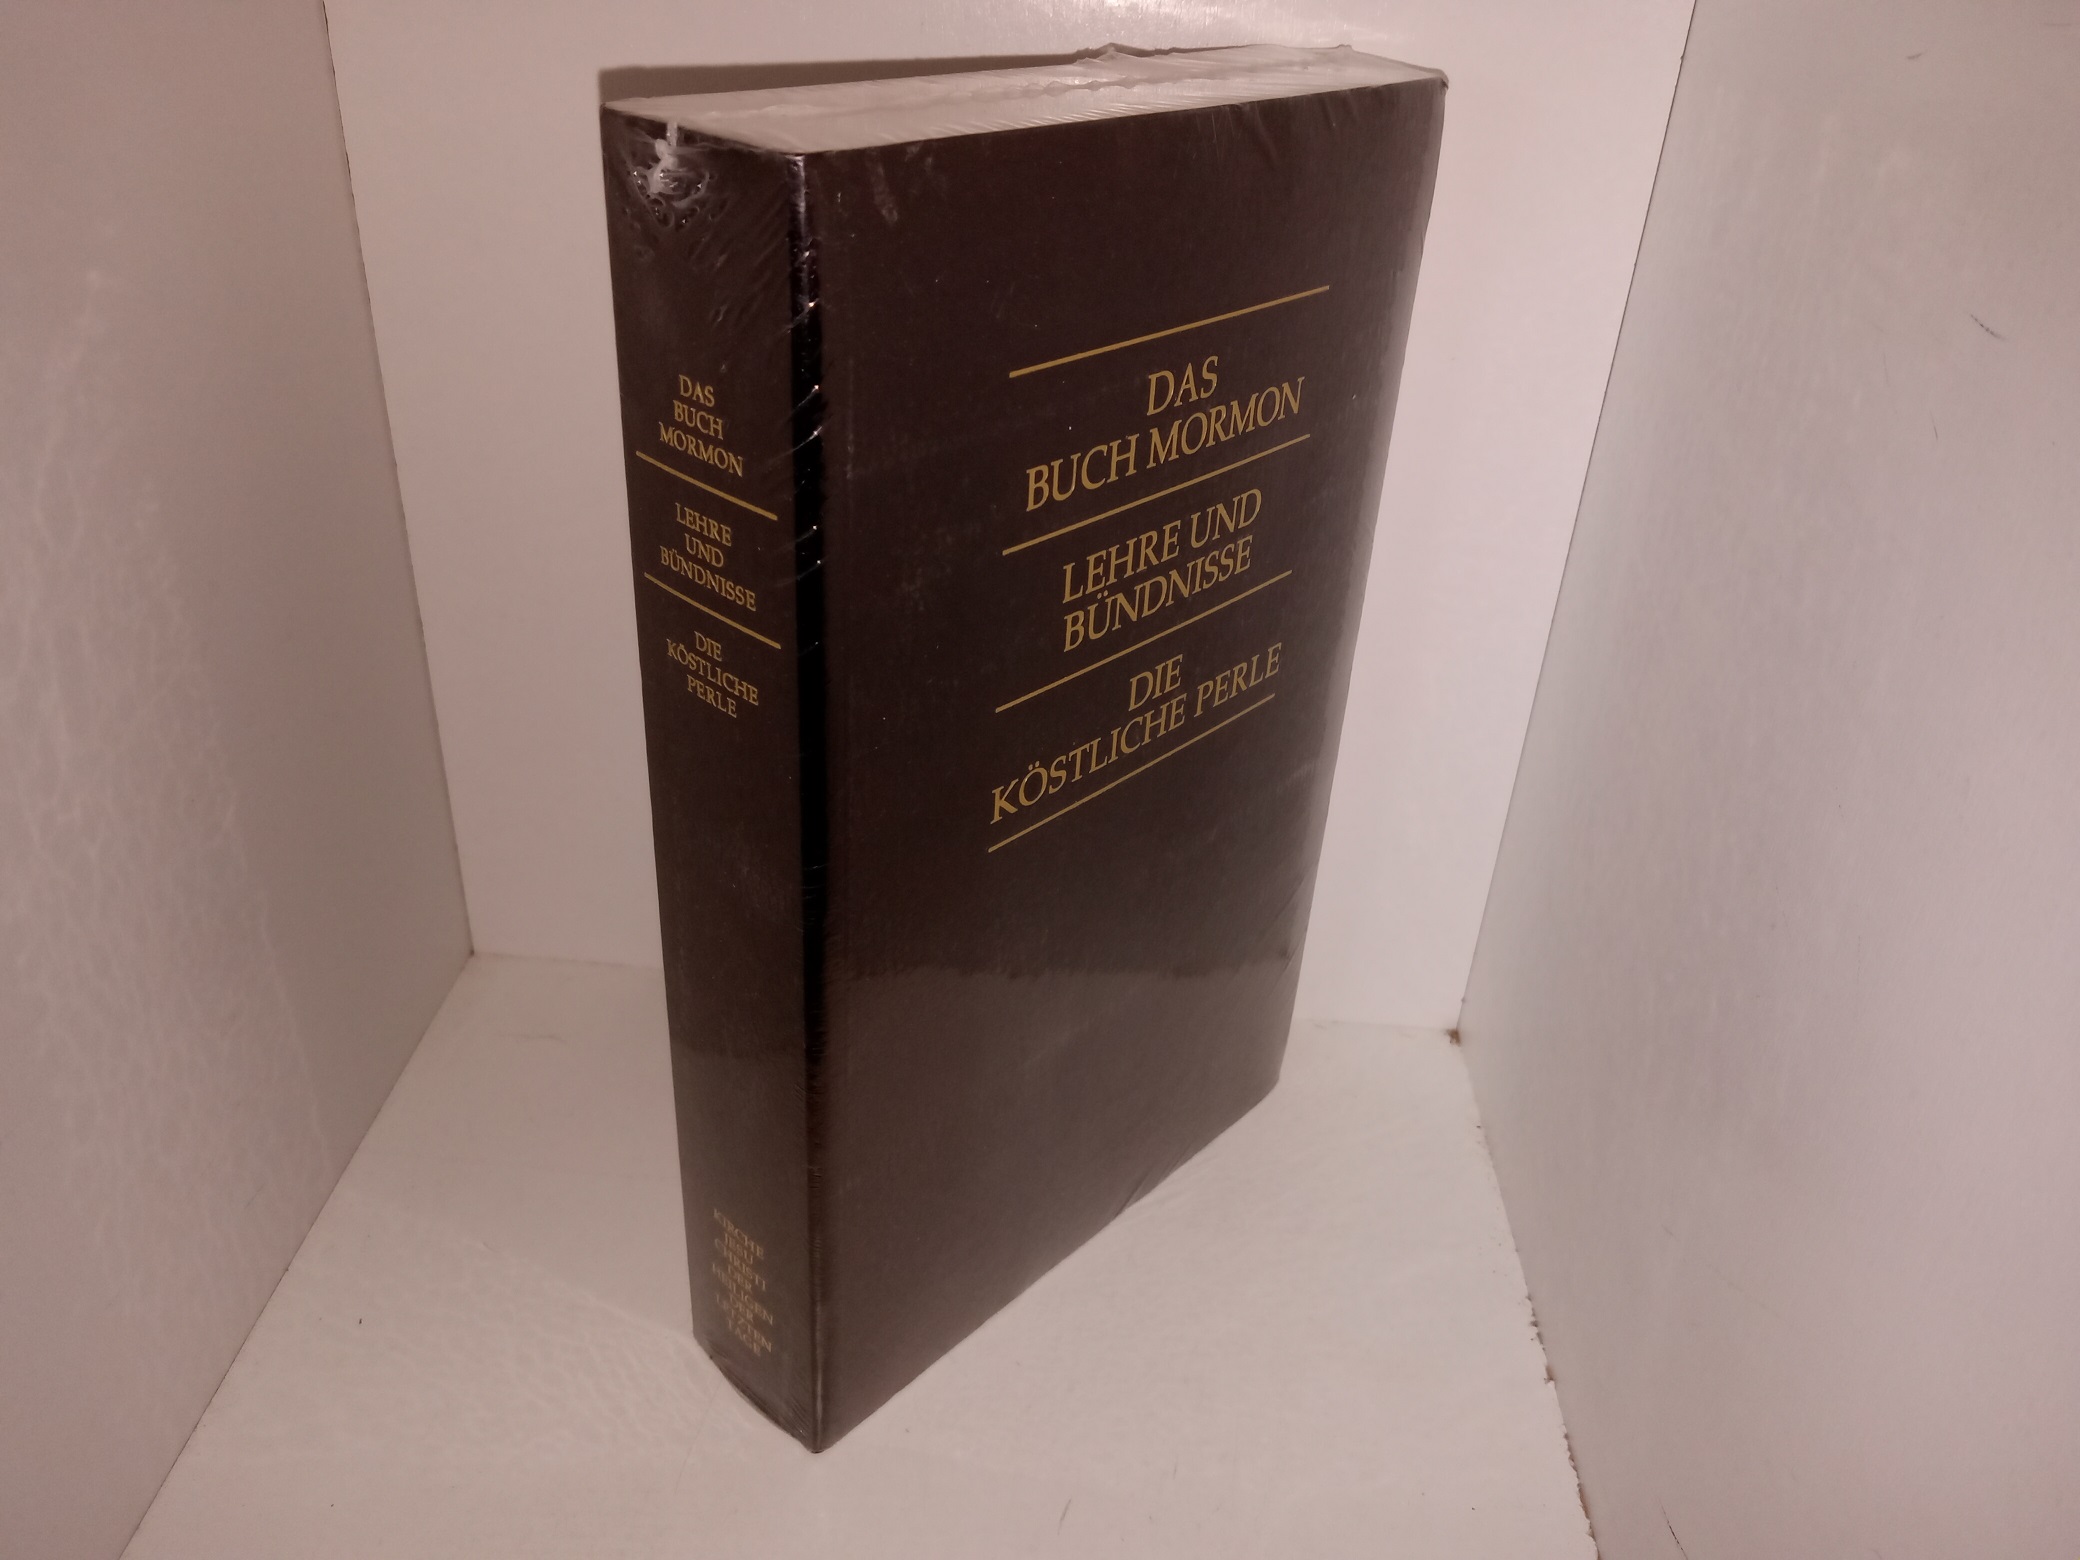 DAS
BUCH
MORMON
LEHRE
UND
BÜNDNISSE
DIE
KÖSTLICHE
PERLE
KIRCHE
JESU
CHRISTI
DER
HEILIGEN
DER
LETZTEN
TAGE
DAS
BUCH MORMON
LEHRE UND
BÜNDNISSE
DIE
KÖSTLICHE PERLE